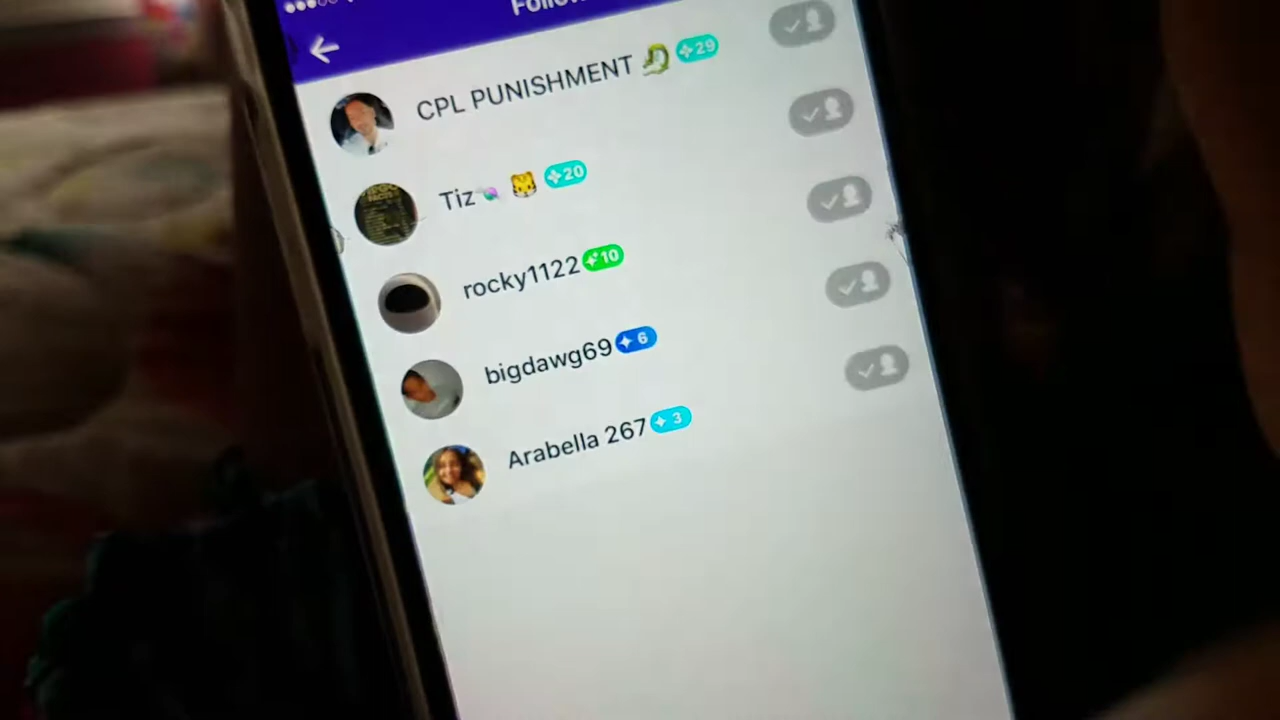 CPL PUNISHMENT 29
Tiz 20
rocky1122 10
bigdawg69 6
Arabella 267 3